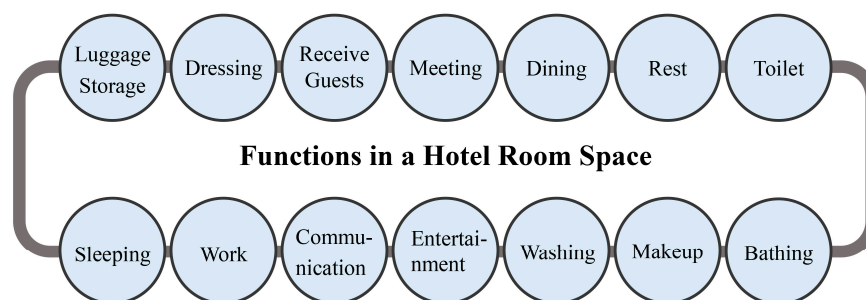 Luggage
Storage
Dressing
Receive
Guests
Meeting
Dining
Rest
Toilet
Functions in a Hotel Room Space
Sleeping
Work
Commu-
nication
Entertai-
nment
Washing
Makeup
Bathing